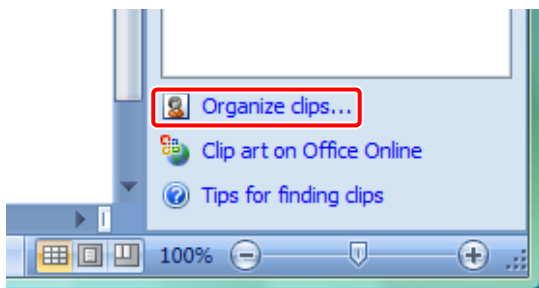 Organize clips...
Clip art on Office Online
Tips for finding clips
100%